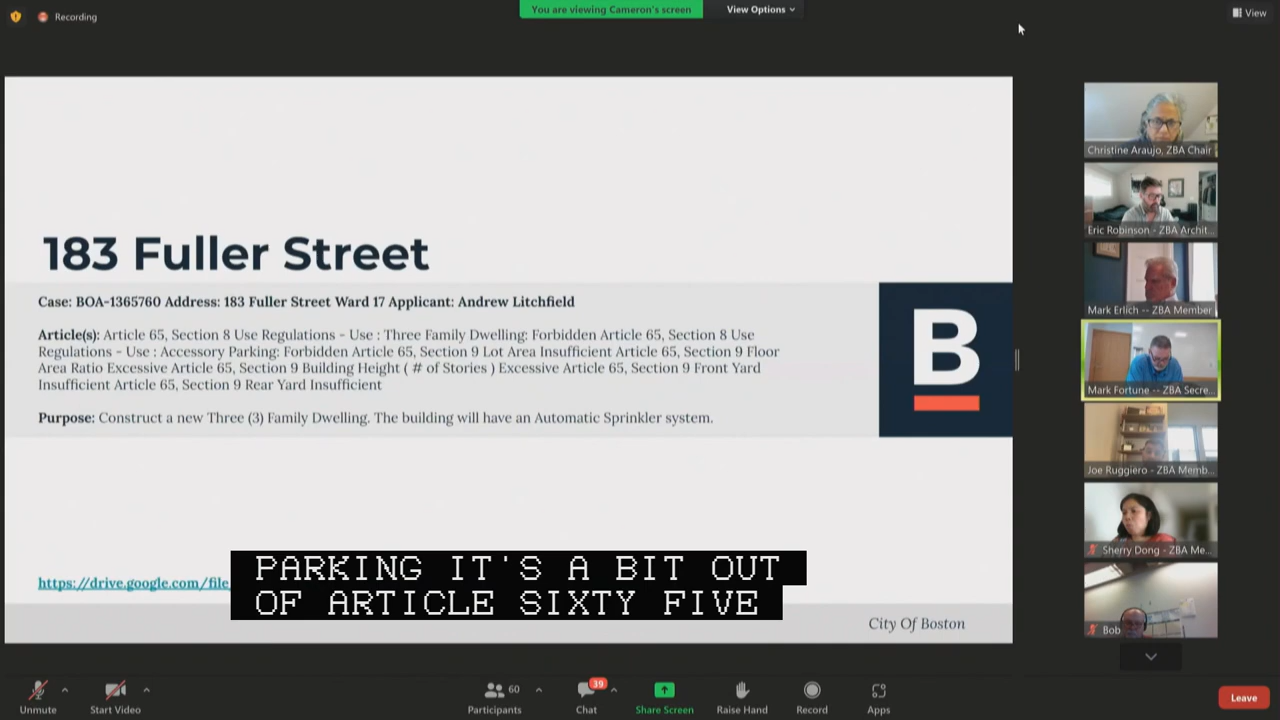 Recording
You are viewing Cameron's screen
View Options
View
183 Fuller Street
Case: BOA-1365760 Address: 183 Fuller Street Ward 17 Applicant: Andrew Litchfield
Article(s): Article 65, Section 8 Use Regulations - Use : Three Family Dwelling: Forbidden Article 65, Section 8 Use
Regulations - Use : Accessory Parking: Forbidden Article 65, Section 9 Lot Area Insufficient Article 65, Section 9 Floor
Area Ratio Excessive Article 65, Section 9 Building Height ( # of Stories ) Excessive Article 65, Section 9 Front Yard
Insufficient Article 65, Section 9 Rear Yard Insufficient
Purpose: Construct a new Three (3) Family Dwelling. The building will have an Automatic Sprinkler system.
B
https://drive.google.com/file
PARKING IT'S A BIT OUT
OF ARTICLE SIXTY FIVE
City Of Boston
Christine Araujo, ZBA Chair
Eric Robinson - ZBA Archit...
Mark Erlich -- ZBA Member
Mark Fortune -- ZBA Secre...
Joe Ruggiero - ZBA Memb...
Sherry Dong - ZBA Me...
Bob
Unmute
Start Video
60
Participants
39
Chat
Share Screen
Raise Hand
Record
Apps
Leave